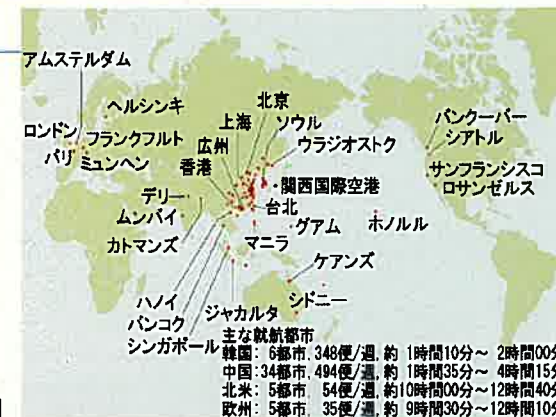 アムステルダム
ヘルシンキ
ロンドン
フランクフルト
パリ
ミュンヘン
北京
上海
ソウル
広州
ウラジオストク
香港
関西国際空港
デリー
台北
ムンバイ
グアム
カトマンズ
マニラ
ホノルル
バンクーバー
シアトル
サンフランシスコ
ロサンゼルス
ケアンズ
ハノイ
ジャカルタ
シドニー
バンコク
シンガポール
主な就航都市
韓国: 6都市, 348便/週, 約 1時間10分~ 2時間00分
中国:34都市, 494便/週, 約 1時間35分~ 4時間15分
北米: 5都市 54便/週, 約10時間00分~12時間40分
欧州: 5都市, 35便/週, 約 9時間30分~12時間10分